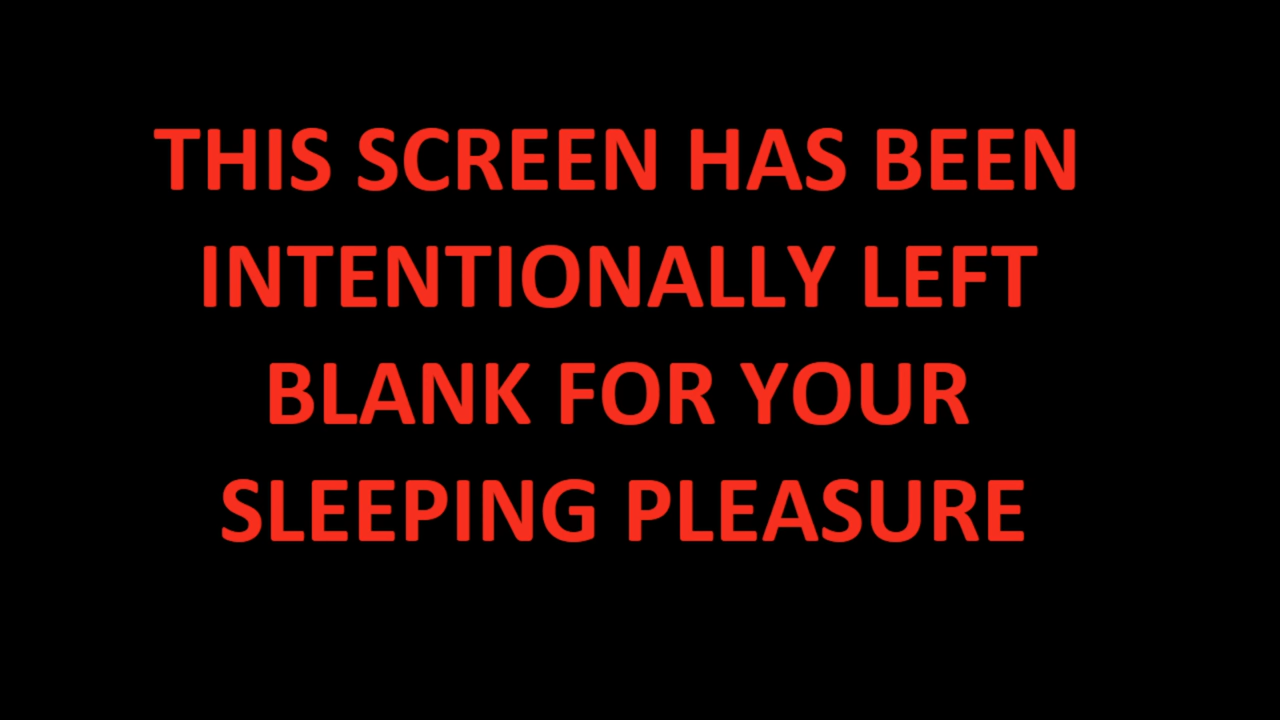 THIS SCREEN HAS BEEN
INTENTIONALLY LEFT
BLANK FOR YOUR
SLEEPING PLEASURE